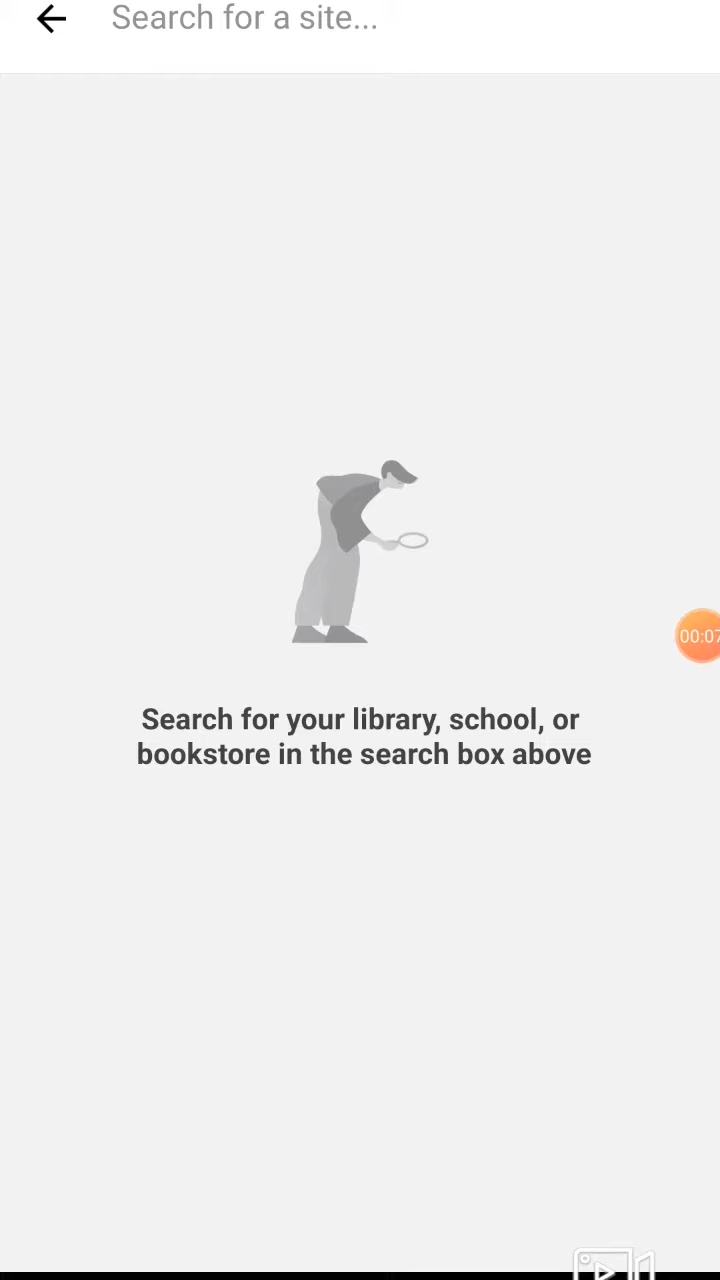 Search for a site...
00:07
Search for your library, school, or
bookstore in the search box above